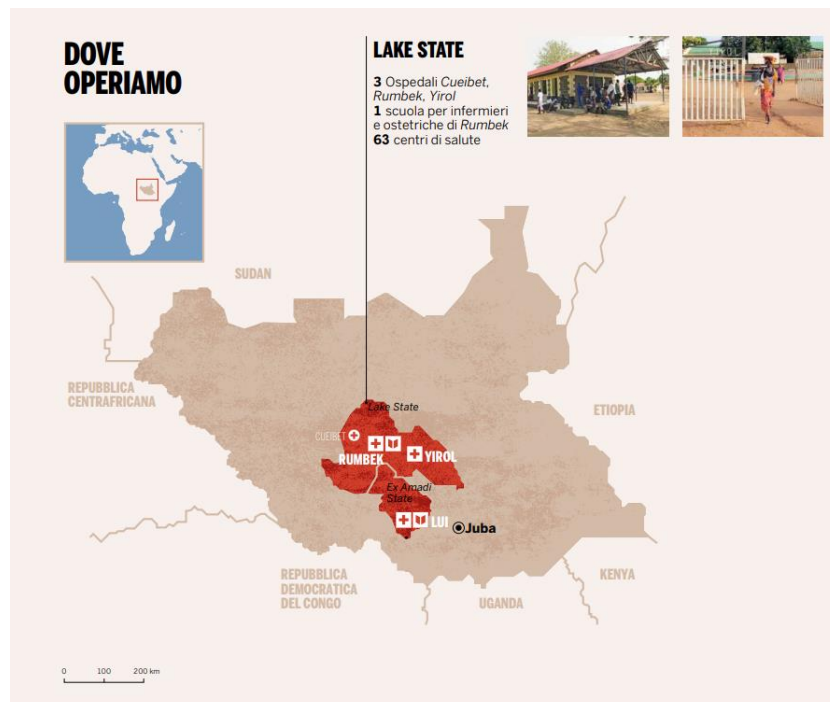 DOVE
OPERIAMO
LAKE STATE
3 Ospedali Cueibet,
Rumbek, Yirol
1 scuola per infermieri
e ostetriche di Rumbek
63 centri di salute
SUDAN
REPUBBLICA
CENTRAFRICANA
ETIOPIA
Lake State
CUEIBET
RUMBEK
YIROL
Ex Amadi
State
LUI
Juba
REPUBBLICA
DEMOCRATICA
DEL CONGO
UGANDA
KENYA
0 100 200 km